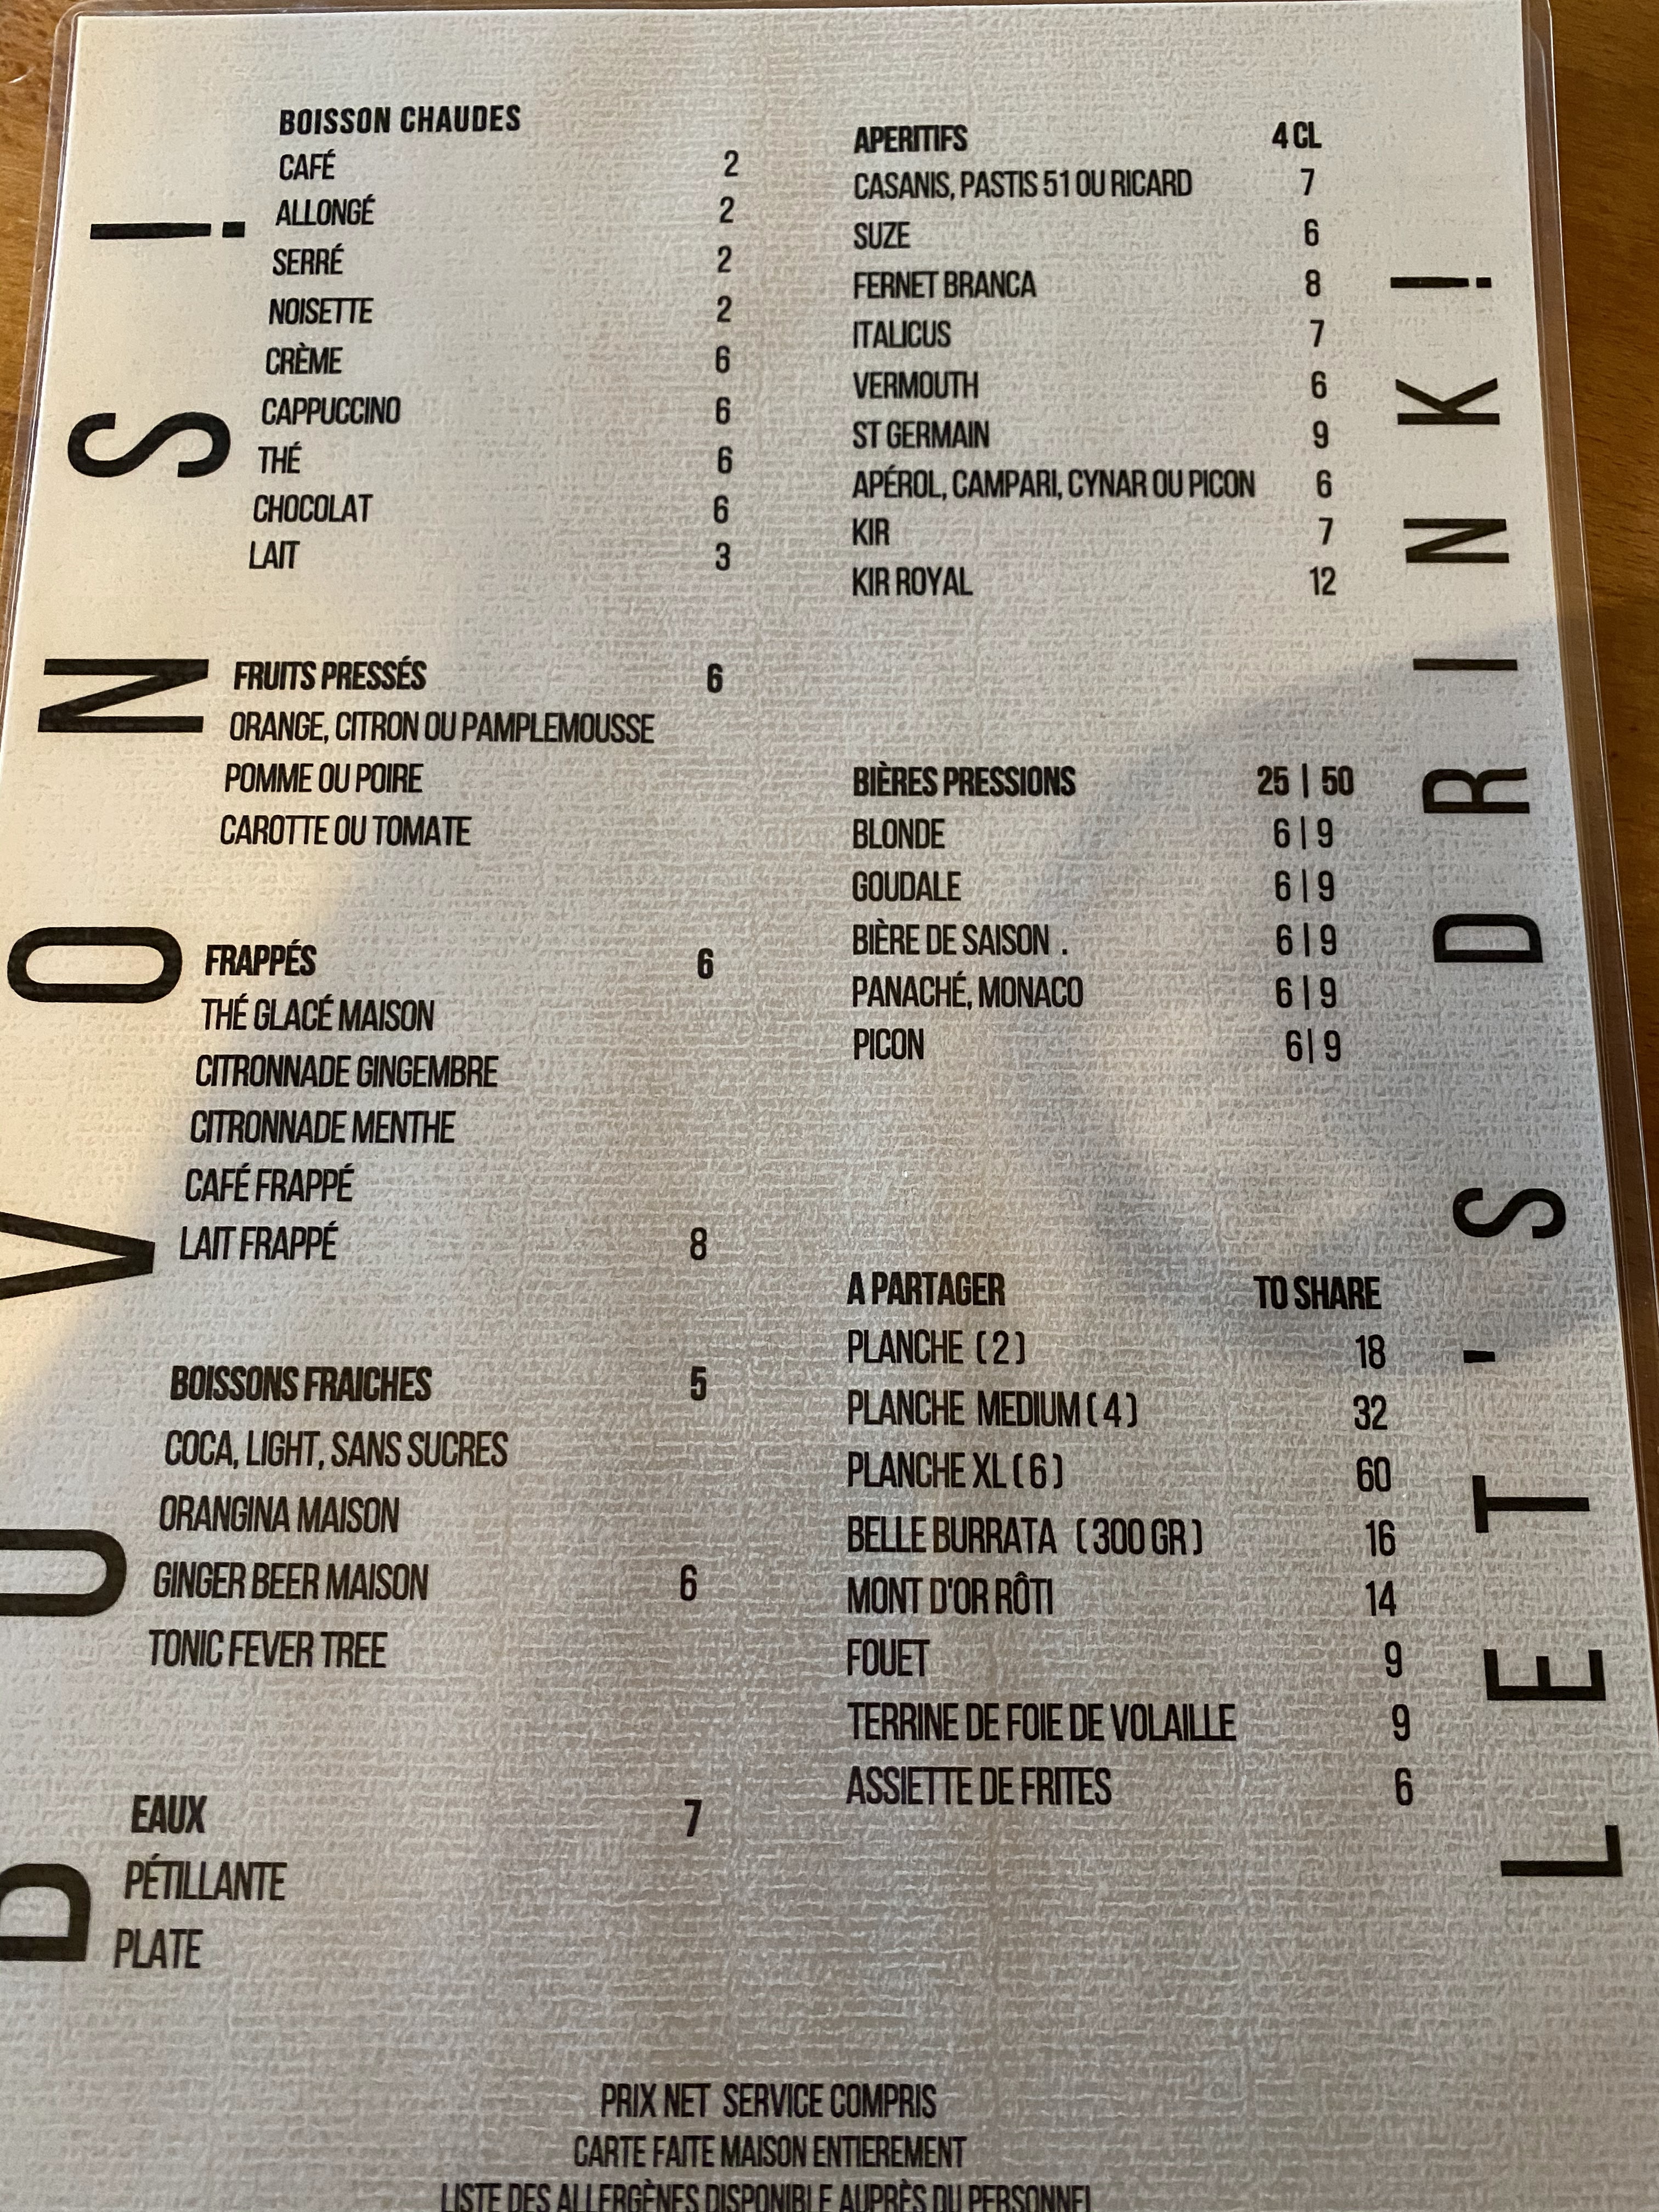 BUVONS !
BOISSON CHAUDES
CAFÉ 2
ALLONGÉ 2
SERRÉ 2
NOISETTE 2
CRÈME 6
CAPPUCCINO 6
THÉ 6
CHOCOLAT 6
LAIT 3
FRUITS PRESSÉS 6
ORANGE, CITRON OU PAMPLEMOUSSE
POMME OU POIRE
CAROTTE OU TOMATE
FRAPPÉS 6
THÉ GLACÉ MAISON
CITRONNADE GINGEMBRE
CITRONNADE MENTHE
CAFÉ FRAPPÉ
LAIT FRAPPÉ 8
BOISSONS FRAICHES 5
COCA, LIGHT, SANS SUCRES
ORANGINA MAISON
GINGER BEER MAISON 6
TONIC FEVER TREE
EAUX 7
PÉTILLANTE
PLATE
APERITIFS 4 CL
CASANIS, PASTIS 51 OU RICARD 7
SUZE 6
FERNET BRANCA 8
ITALICUS 7
VERMOUTH 6
ST GERMAIN 9
APÉROL, CAMPARI, CYNAR OU PICON 6
KIR 7
KIR ROYAL 12
BIÈRES PRESSIONS 25 | 50
BLONDE 6 | 9
GOUDALE 6 | 9
BIÈRE DE SAISON . 6 | 9
PANACHÉ, MONACO 6 | 9
PICON 6 | 9
A PARTAGER TO SHARE
PLANCHE (2) 18
PLANCHE MEDIUM (4) 32
PLANCHE XL (6) 60
BELLE BURRATA (300 GR) 16
MONT D'OR RÔTI 14
FOUET 9
TERRINE DE FOIE DE VOLAILLE 9
ASSIETTE DE FRITES 6
LET'S DRINK !
PRIX NET SERVICE COMPRIS
CARTE FAITE MAISON ENTIEREMENT
LISTE DES ALLERGÈNES DISPONIBLE AUPRÈS DU PERSONNEL